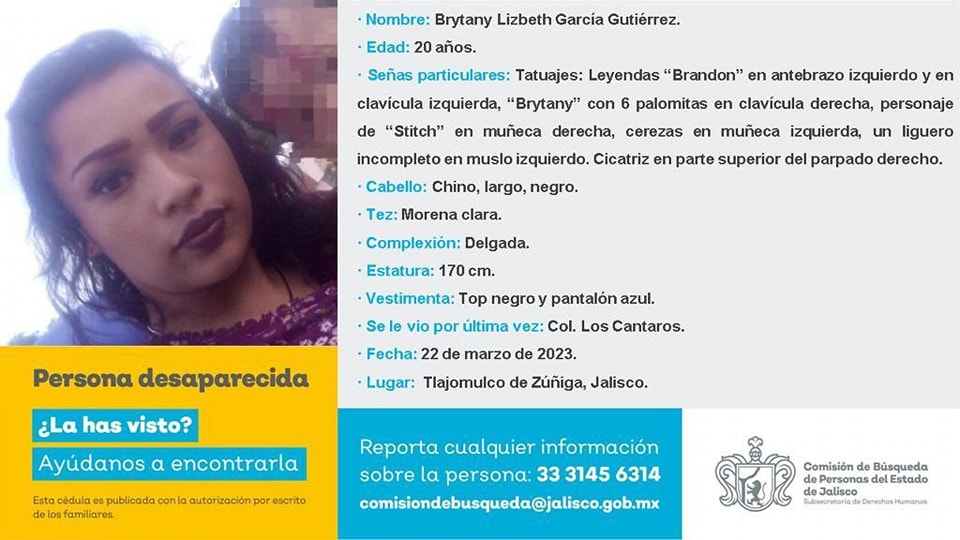 · Nombre: Brytany Lizbeth García Gutiérrez.
· Edad: 20 años.
· Señas particulares: Tatuajes: Leyendas “Brandon” en antebrazo izquierdo y en
clavícula izquierda, “Brytany” con 6 palomitas en clavícula derecha, personaje
de “Stitch” en muñeca derecha, cerezas en muñeca izquierda, un liguero
incompleto en muslo izquierdo. Cicatriz en parte superior del parpado derecho.
· Cabello: Chino, largo, negro.
· Tez: Morena clara.
· Complexión: Delgada.
· Estatura: 170 cm.
· Vestimenta: Top negro y pantalón azul.
· Se le vio por última vez: Col. Los Cantaros.
· Fecha: 22 de marzo de 2023.
· Lugar: Tlajomulco de Zúñiga, Jalisco.
Persona desaparecida
¿La has visto?
Ayúdanos a encontrarla
Esta cédula es publicada con la autorización por escrito
de los familiares.
Reporta cualquier información
sobre la persona: 33 3145 6314
comisiondebusqueda@jalisco.gob.mx
Comisión de Búsqueda
de Personas del Estado
de Jalisco
Subsecretaría de Derechos Humanos